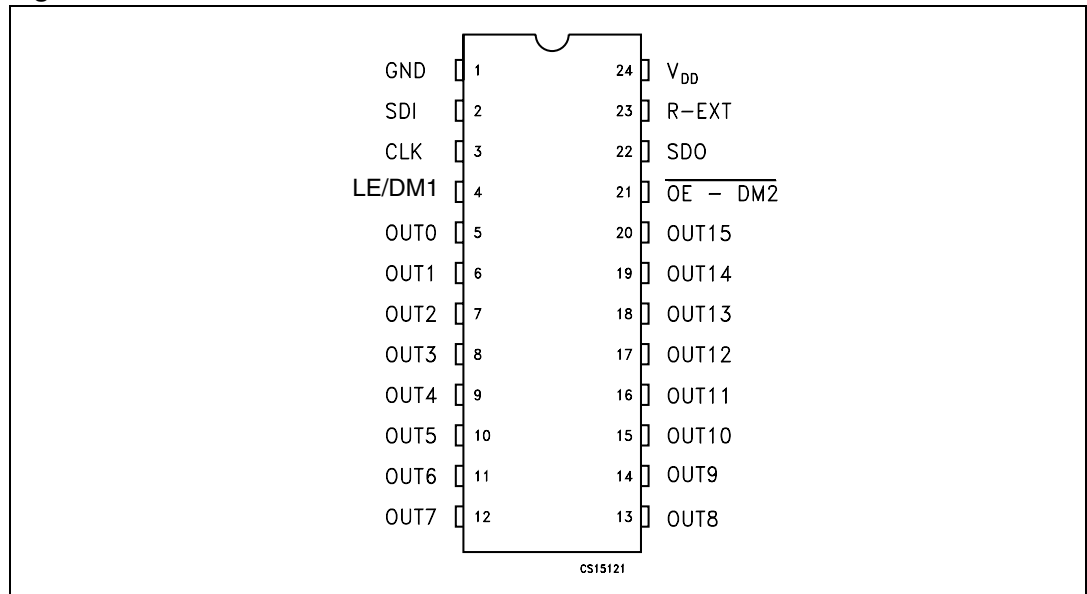 GND 1 24 VDD
SDI 2 23 R-EXT
CLK 3 22 SDO
LE/DM1 4 21 OE - DM2
OUT0 5 20 OUT15
OUT1 6 19 OUT14
OUT2 7 18 OUT13
OUT3 8 17 OUT12
OUT4 9 16 OUT11
OUT5 10 15 OUT10
OUT6 11 14 OUT9
OUT7 12 13 OUT8
CS15121